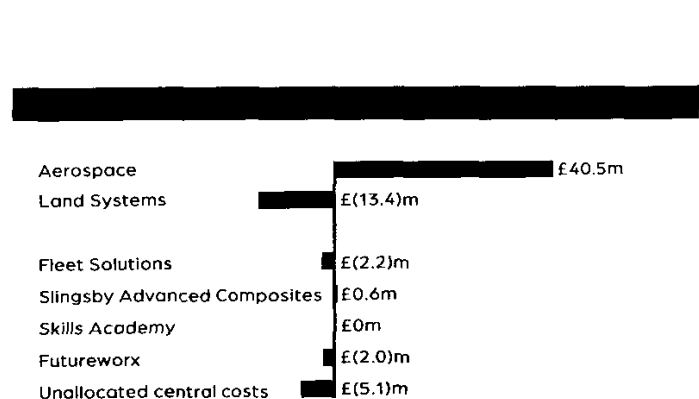 Aerospace £40.5m
Land Systems £(13.4)m
Fleet Solutions £(2.2)m
Slingsby Advanced Composites £0.6m
Skills Academy £0m
Futureworx £(2.0)m
Unallocated central costs £(5.1)m